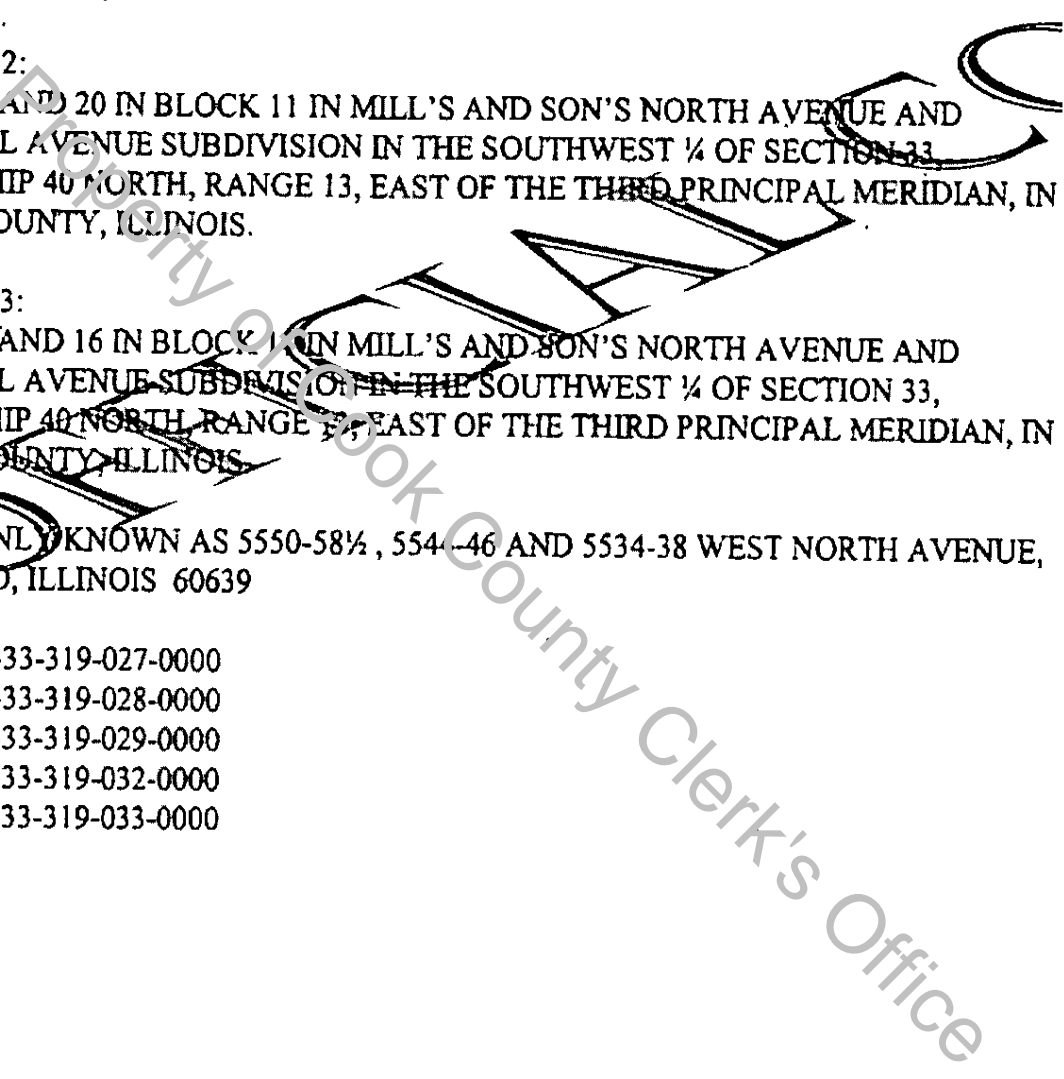 2:
AND 20 IN BLOCK 11 IN MILL'S AND SON'S NORTH AVENUE AND
L AVENUE SUBDIVISION IN THE SOUTHWEST ¼ OF SECTION 33,
HIP 40 NORTH, RANGE 13, EAST OF THE THIRD PRINCIPAL MERIDIAN, IN
OUNTY, ILLINOIS.
3:
AND 16 IN BLOCK IN MILL'S AND SON'S NORTH AVENUE AND
L AVENUE SUBDIVISION IN THE SOUTHWEST ¼ OF SECTION 33,
HIP 40 NORTH, RANGE EAST OF THE THIRD PRINCIPAL MERIDIAN, IN
OUNTY, ILLINOIS.
NLY KNOWN AS 5550-58½ , 5544-46 AND 5534-38 WEST NORTH AVENUE,
O, ILLINOIS 60639
-33-319-027-0000
-33-319-028-0000
33-319-029-0000
33-319-032-0000
33-319-033-0000
Property of Cook County Clerk's Office